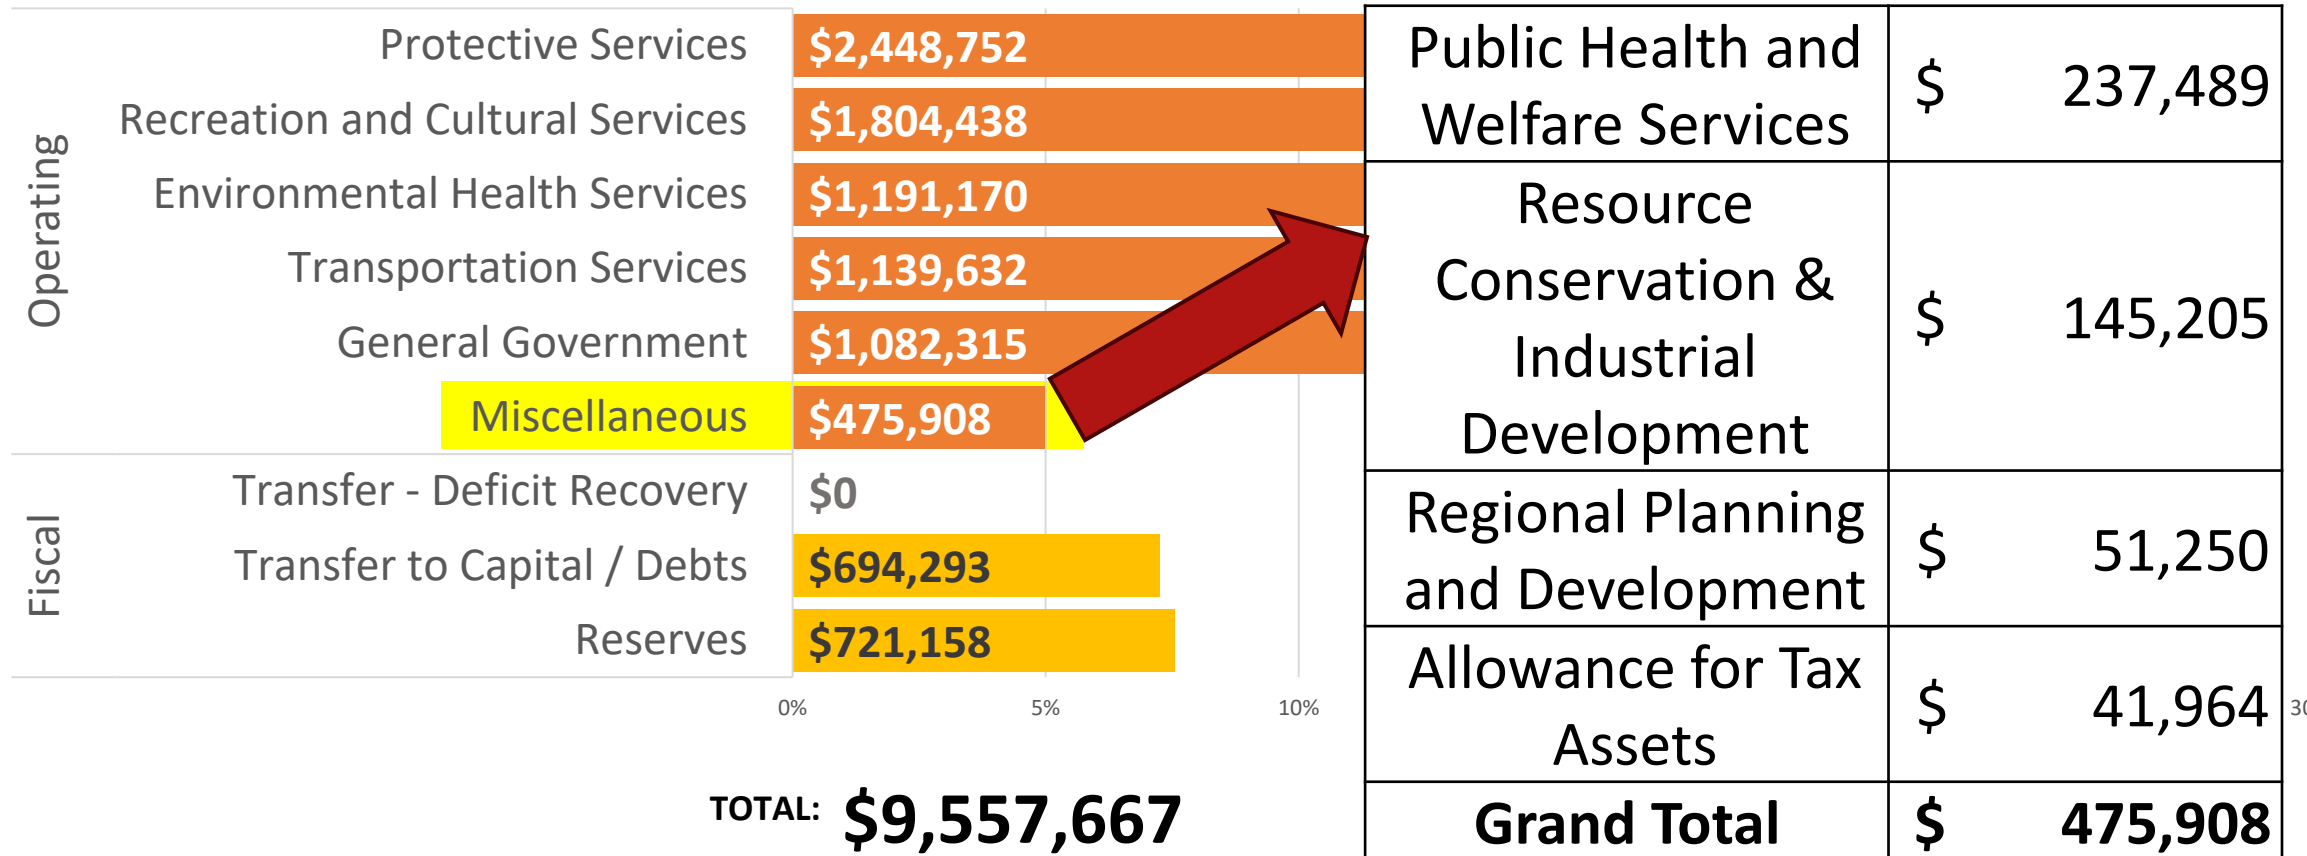 Operating
Protective Services $2,448,752
Recreation and Cultural Services $1,804,438
Environmental Health Services $1,191,170
Transportation Services $1,139,632
General Government $1,082,315
Miscellaneous $475,908
Fiscal
Transfer - Deficit Recovery $0
Transfer to Capital / Debts $694,293
Reserves $721,158
0% 5% 10%
TOTAL: $9,557,667
Public Health and
Welfare Services $ 237,489
Resource
Conservation &
Industrial
Development $ 145,205
Regional Planning
and Development $ 51,250
Allowance for Tax
Assets $ 41,964
Grand Total $ 475,908